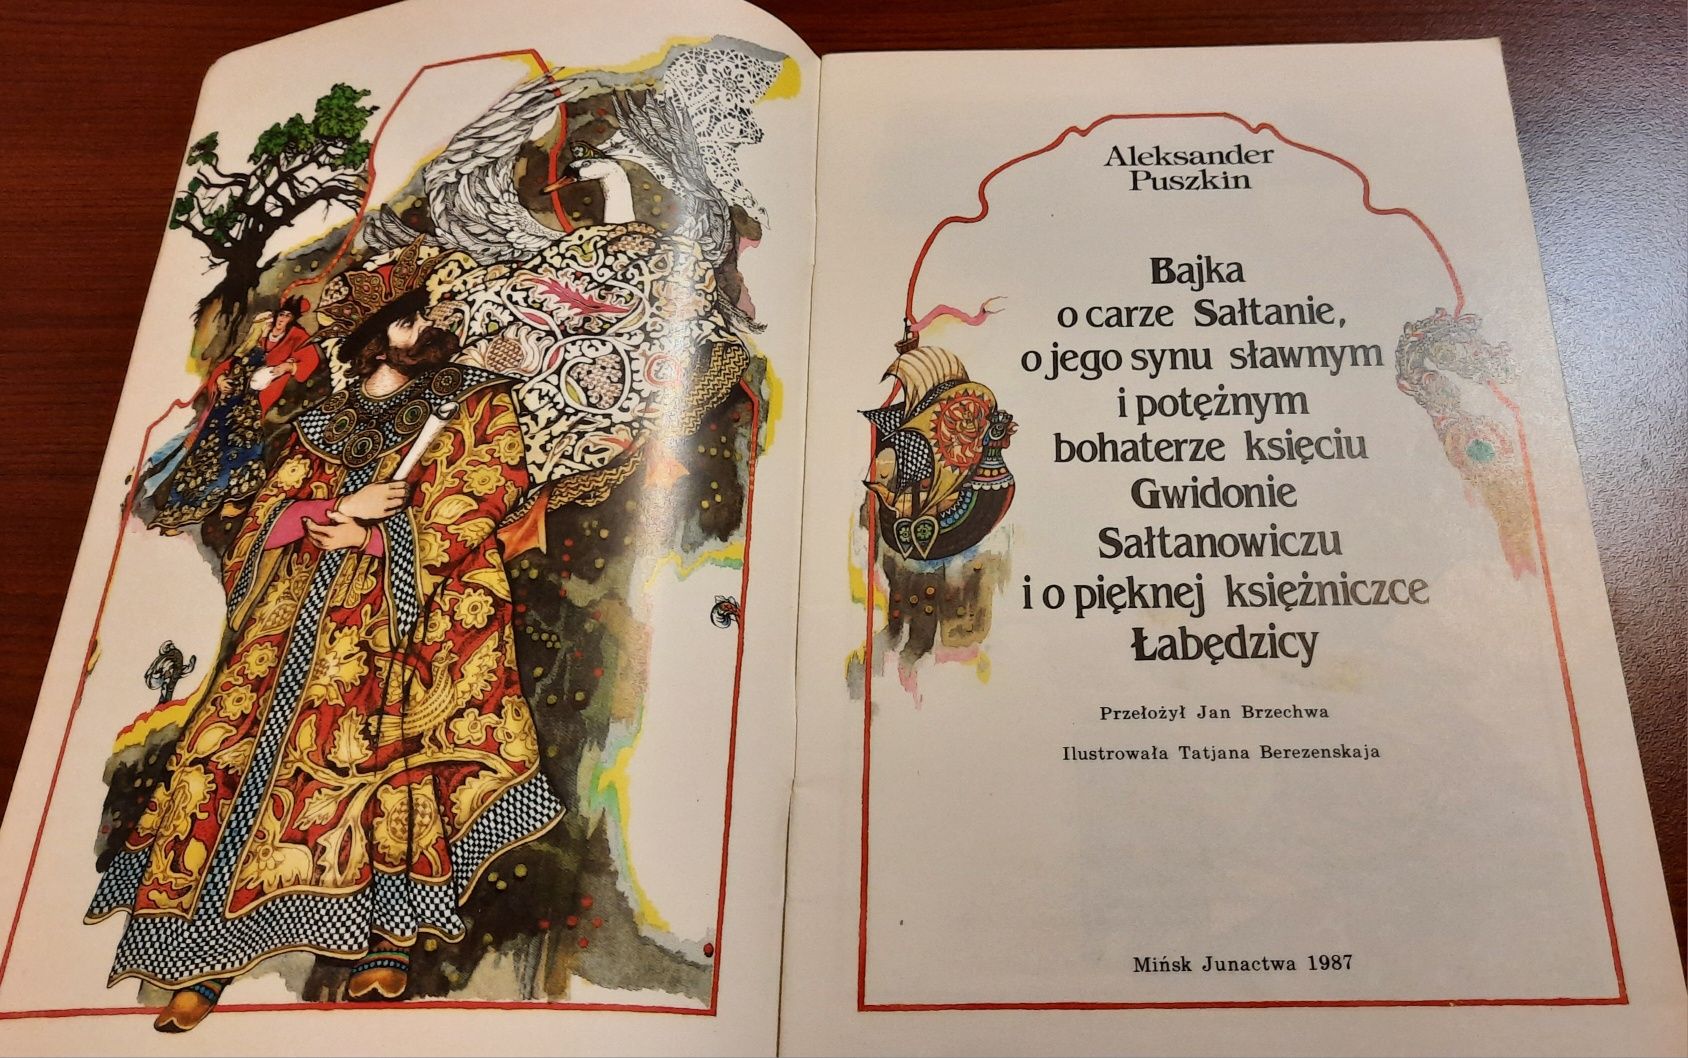 Aleksander
Puszkin
Bajka
o carze Sałtanie,
o jego synu sławnym
i potężnym
bohaterze księciu
Gwidonie
Sałtanowiczu
i o pięknej księżniczce
Łabędzicy
Przełożył Jan Brzechwa
Ilustrowała Tatjana Berezenskaja
Mińsk Junactwa 1987